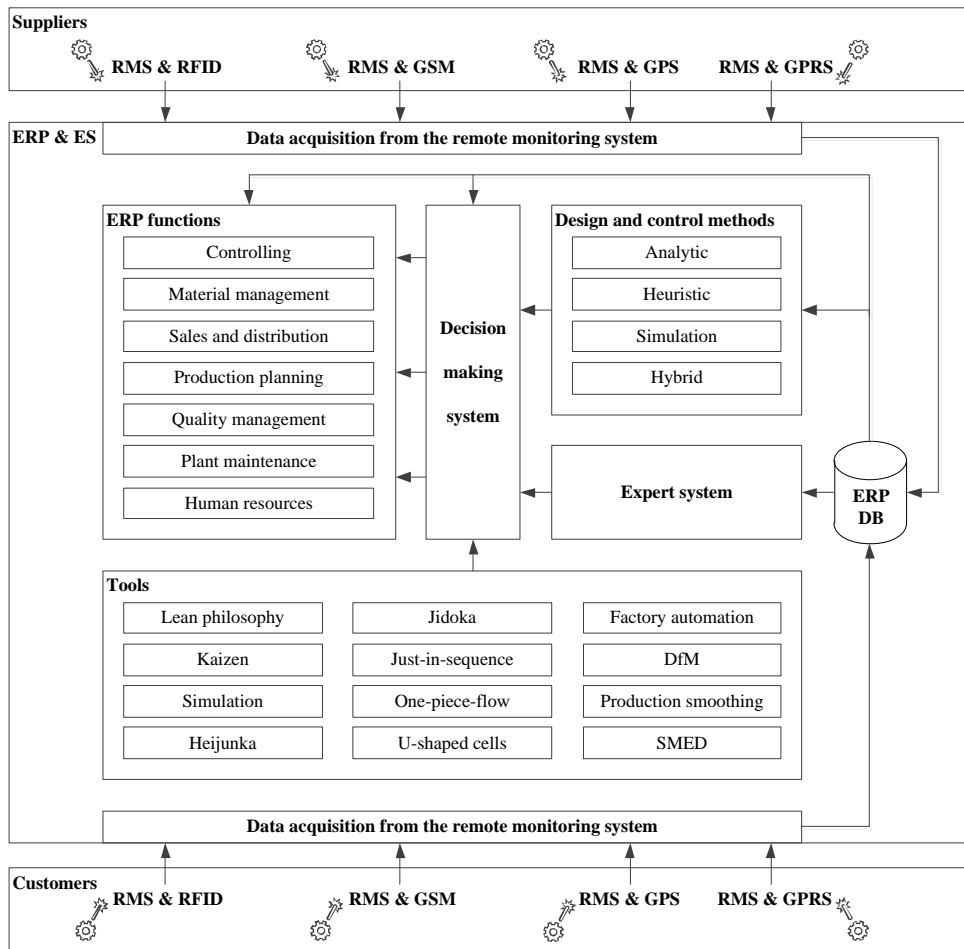 Suppliers
RMS & RFID
RMS & GSM
RMS & GPS
RMS & GPRS
ERP & ES
Data acquisition from the remote monitoring system
ERP functions
Controlling
Material management
Sales and distribution
Production planning
Quality management
Plant maintenance
Human resources
Decision
making
system
Design and control methods
Analytic
Heuristic
Simulation
Hybrid
Expert system
ERP
DB
Tools
Lean philosophy
Jidoka
Factory automation
Kaizen
Just-in-sequence
DfM
Simulation
One-piece-flow
Production smoothing
Heijunka
U-shaped cells
SMED
Data acquisition from the remote monitoring system
Customers
RMS & RFID
RMS & GSM
RMS & GPS
RMS & GPRS